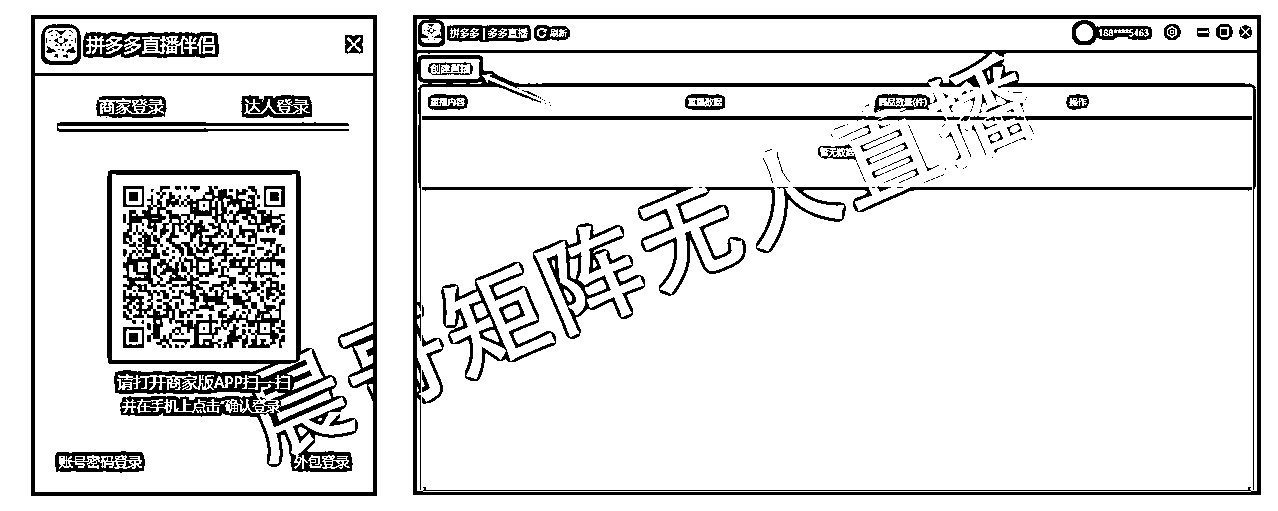 拼多多直播伴侣
商家登录 达人登录
请打开商家版APP扫一扫
并在手机上点击"确认登录
账号密码登录 外包登录
拼多多 | 多多直播 刷新 188****5463
创建直播
直播内容 直播数据 商品数量(件) 操作
暂无数据
晨哥矩阵无人直播